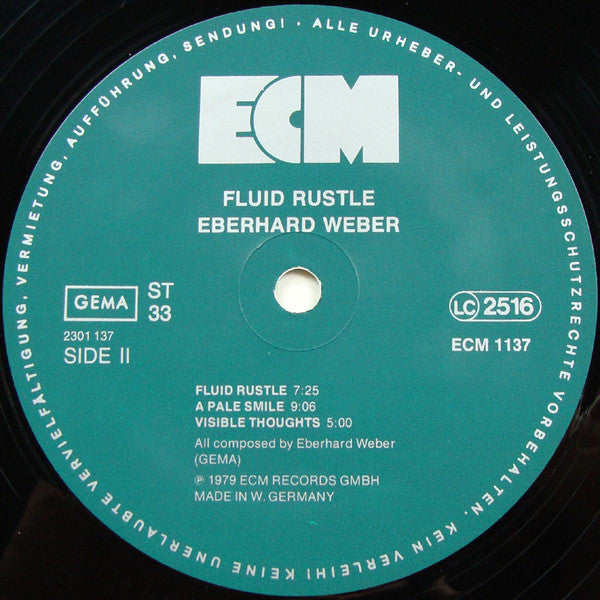 ALLE URHEBER- UND LEISTUNGSSCHUTZRECHTE VORBEHALTEN. KEIN VERLEIH! KEINE UNERLAUBTE VERVIELFÄLTIGUNG, VERMIETUNG, AUFFÜHRUNG, SENDUNG! -
ECM
FLUID RUSTLE
EBERHARD WEBER
GEMA
ST
33
2301 137
SIDE II
LC 2516
ECM 1137
FLUID RUSTLE 7:25
A PALE SMILE 9:06
VISIBLE THOUGHTS 5:00
All composed by Eberhard Weber
(GEMA)
℗ 1979 ECM RECORDS GMBH
MADE IN W. GERMANY